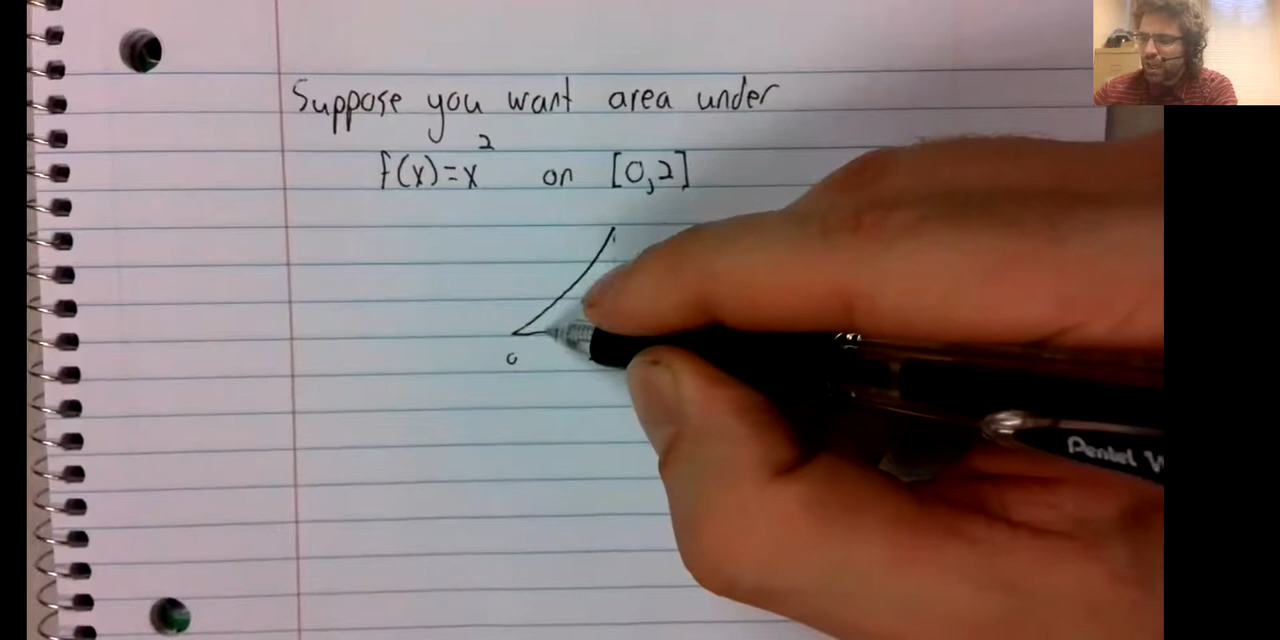 Suppose you want area under
f(x)=x² on [0,2]
0
Pentel